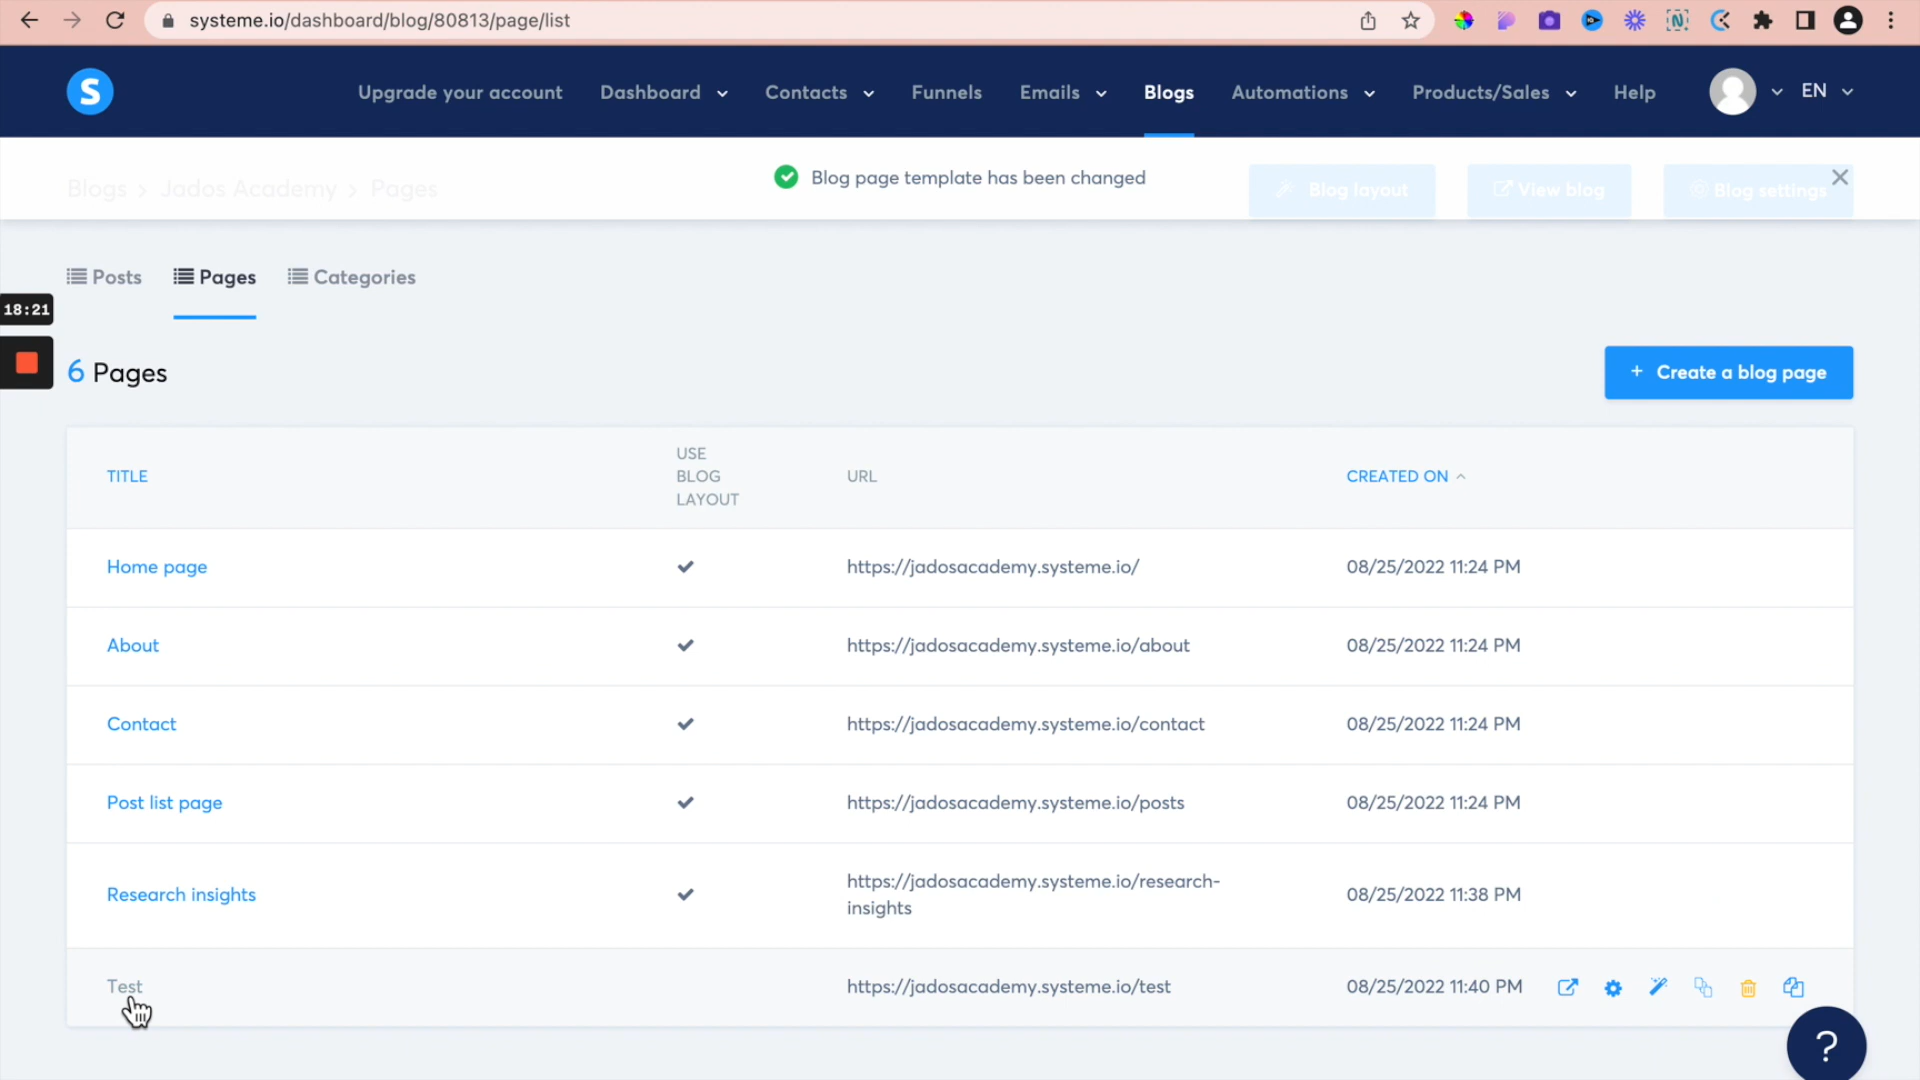 systeme.io/dashboard/blog/80813/page/list
S
Upgrade your account
Dashboard
Contacts
Funnels
Emails
Blogs
Automations
Products/Sales
Help
EN
Blogs > Jados Academy > Pages
Blog page template has been changed
Blog layout
View blog
Blog settings
Posts
Pages
Categories
18:21
6 Pages
+ Create a blog page
TITLE
USE
BLOG
LAYOUT
URL
CREATED ON
Home page
https://jadosacademy.systeme.io/
08/25/2022 11:24 PM
About
https://jadosacademy.systeme.io/about
08/25/2022 11:24 PM
Contact
https://jadosacademy.systeme.io/contact
08/25/2022 11:24 PM
Post list page
https://jadosacademy.systeme.io/posts
08/25/2022 11:24 PM
Research insights
https://jadosacademy.systeme.io/research-
insights
08/25/2022 11:38 PM
Test
https://jadosacademy.systeme.io/test
08/25/2022 11:40 PM
?